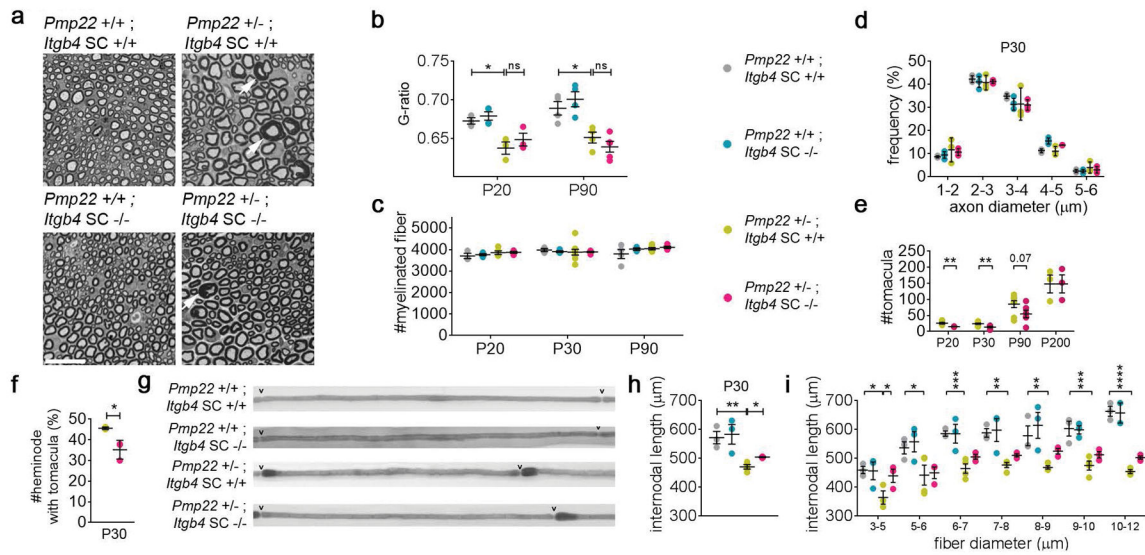 a
Pmp22 +/+ ;
Itgb4 SC +/+
Pmp22 +/- ;
Itgb4 SC +/+
Pmp22 +/+ ;
Itgb4 SC -/-
Pmp22 +/- ;
Itgb4 SC -/-
b
G-ratio
0.75
0.70
0.65
* ns * ns
P20 P90
c
#myelinated fiber
5000
4000
3000
2000
1000
0
P20 P30 P90
Pmp22 +/+ ;
Itgb4 SC +/+
Pmp22 +/+ ;
Itgb4 SC -/-
Pmp22 +/- ;
Itgb4 SC +/+
Pmp22 +/- ;
Itgb4 SC -/-
d
P30
frequency (%)
50
40
30
20
10
0
1-2 2-3 3-4 4-5 5-6
axon diameter (µm)
e
#tomacula
250
200
150
100
50
0
** ** 0.07
P20 P30 P90 P200
f
#heminode
with tomacula (%)
50
40
30
20
10
0
*
P30
g
Pmp22 +/+ ;
Itgb4 SC +/+
Pmp22 +/+ ;
Itgb4 SC -/-
Pmp22 +/- ;
Itgb4 SC +/+
Pmp22 +/- ;
Itgb4 SC -/-
v v
v
v
v v
v v
h
P30
internodal length (µm)
700
600
500
400
300
** *
i
internodal length (µm)
700
600
500
400
300
* * * *** ** ** *** ****
3-5 5-6 6-7 7-8 8-9 9-10 10-12
fiber diameter (µm)